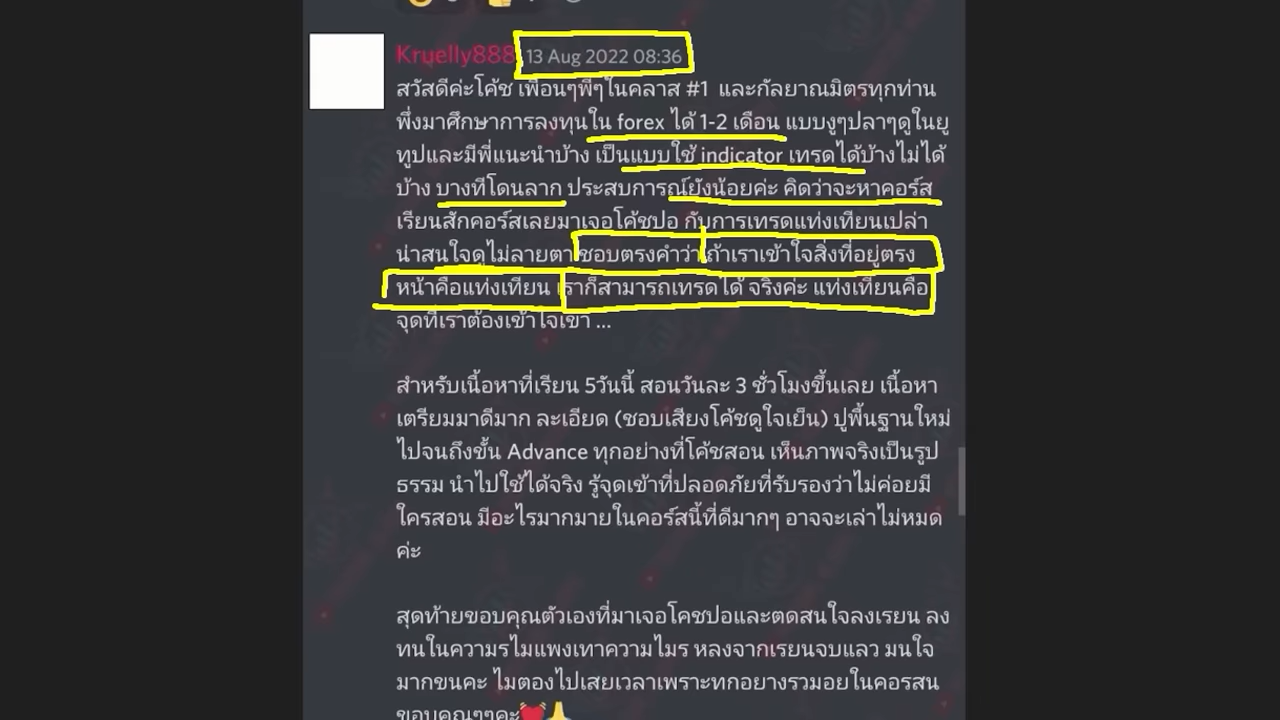 Kruelly888 13 Aug 2022 08:36
สวัสดีค่ะโค้ช เพื่อนๆพี่ๆในคลาส #1 และกัลยาณมิตรทุกท่าน
พึ่งมาศึกษาการลงทุนใน forex ได้ 1-2 เดือน แบบงูๆปลาๆดูในยู
ทูปและมีพี่แนะนำบ้าง เป็นแบบใช้ indicator เทรดได้บ้างไม่ได้
บ้าง บางทีโดนลาก ประสบการณ์ยังน้อยค่ะ คิดว่าจะหาคอร์ส
เรียนสักคอร์สเลยมาเจอโค้ชปอ กับการเทรดแท่งเทียนเปล่า
น่าสนใจดูไม่ลายตา ชอบตรงคำว่า ถ้าเราเข้าใจสิ่งที่อยู่ตรง
หน้าคือแท่งเทียน เราก็สามารถเทรดได้ จริงค่ะ แท่งเทียนคือ
จุดที่เราต้องเข้าใจเขา ...
สำหรับเนื้อหาที่เรียน 5วันนี้ สอนวันละ 3 ชั่วโมงขึ้นเลย เนื้อหา
เตรียมมาดีมาก ละเอียด (ชอบเสียงโค้ชดูใจเย็น) ปูพื้นฐานใหม่
ไปจนถึงขั้น Advance ทุกอย่างที่โค้ชสอน เห็นภาพจริงเป็นรูป
ธรรม นำไปใช้ได้จริง รู้จุดเข้าที่ปลอดภัยที่รับรองว่าไม่ค่อยมี
ใครสอน มีอะไรมากมายในคอร์สนี้ที่ดีมากๆ อาจจะเล่าไม่หมด
ค่ะ
สุดท้ายขอบคุณตัวเองที่มาเจอโคชปอและตดสนใจลงเรยน ลง
ทนในความรไมแพงเทาความไมร หลงจากเรยนจบแลว มนใจ
มากขนคะ ไมตองไปเสยเวลาเพราะทกอยางรวมอยในคอรสน
ขอบคณๆๆคะ